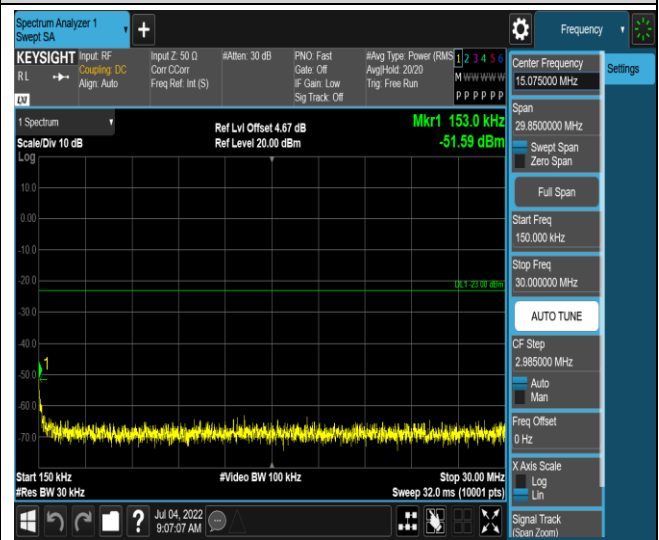 Spectrum Analyzer 1
Swept SA
Frequency
KEYSIGHT
RL
LXI
Input: RF
Coupling: DC
Align: Auto
Input Z: 50 Ω
Corr CCorr
Freq Ref: Int (S)
#Atten: 30 dB
PNO: Fast
Gate: Off
IF Gain: Low
Sig Track: Off
#Avg Type: Power (RMS
Avg|Hold: 20/20
Trig: Free Run
1 2 3 4 5 6
M W W W W W
P P P P P P
1 Spectrum
Scale/Div 10 dB
Log
Ref Lvl Offset 4.67 dB
Ref Level 20.00 dBm
Mkr1 153.0 kHz
-51.59 dBm
10.0
0.00
-10.0
-20.0
DL1 -23.00 dBm
-30.0
-40.0
1
-50.0
-60.0
-70.0
Start 150 kHz
#Video BW 100 kHz
Stop 30.00 MHz
#Res BW 30 kHz
Sweep 32.0 ms (10001 pts)
Jul 04, 2022
9:07:07 AM
Center Frequency
15.075000 MHz
Settings
Span
29.8500000 MHz
Swept Span
Zero Span
Full Span
Start Freq
150.000 kHz
Stop Freq
30.000000 MHz
AUTO TUNE
CF Step
2.985000 MHz
Auto
Man
Freq Offset
0 Hz
X Axis Scale
Log
Lin
Signal Track
(Span Zoom)